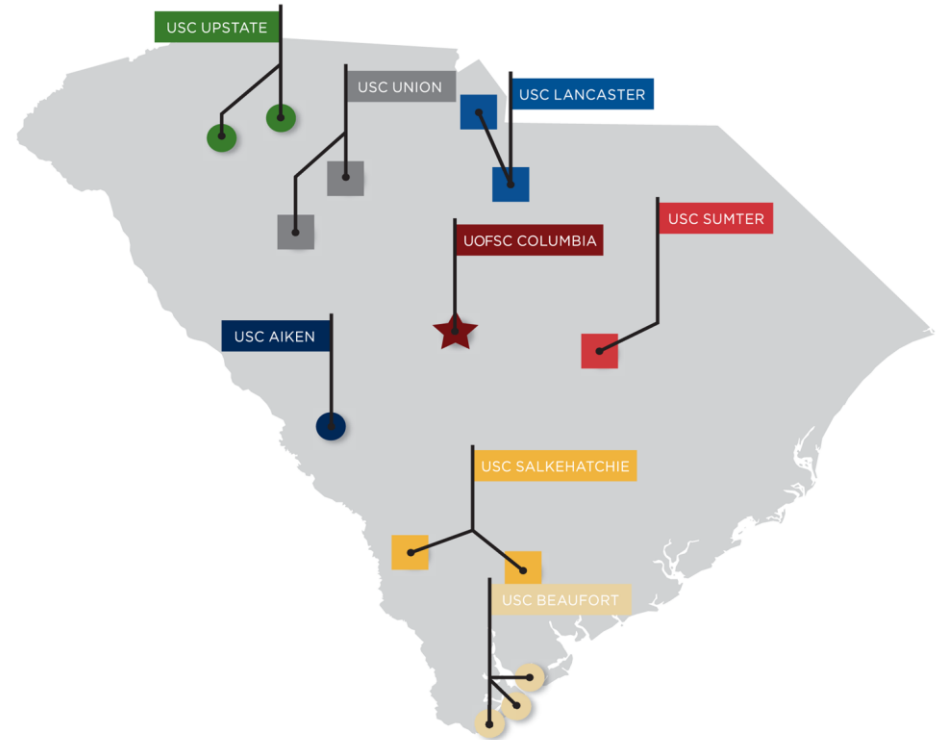 USC UPSTATE
USC UNION
USC LANCASTER
USC SUMTER
UOFSC COLUMBIA
USC AIKEN
USC SALKEHATCHIE
USC BEAUFORT